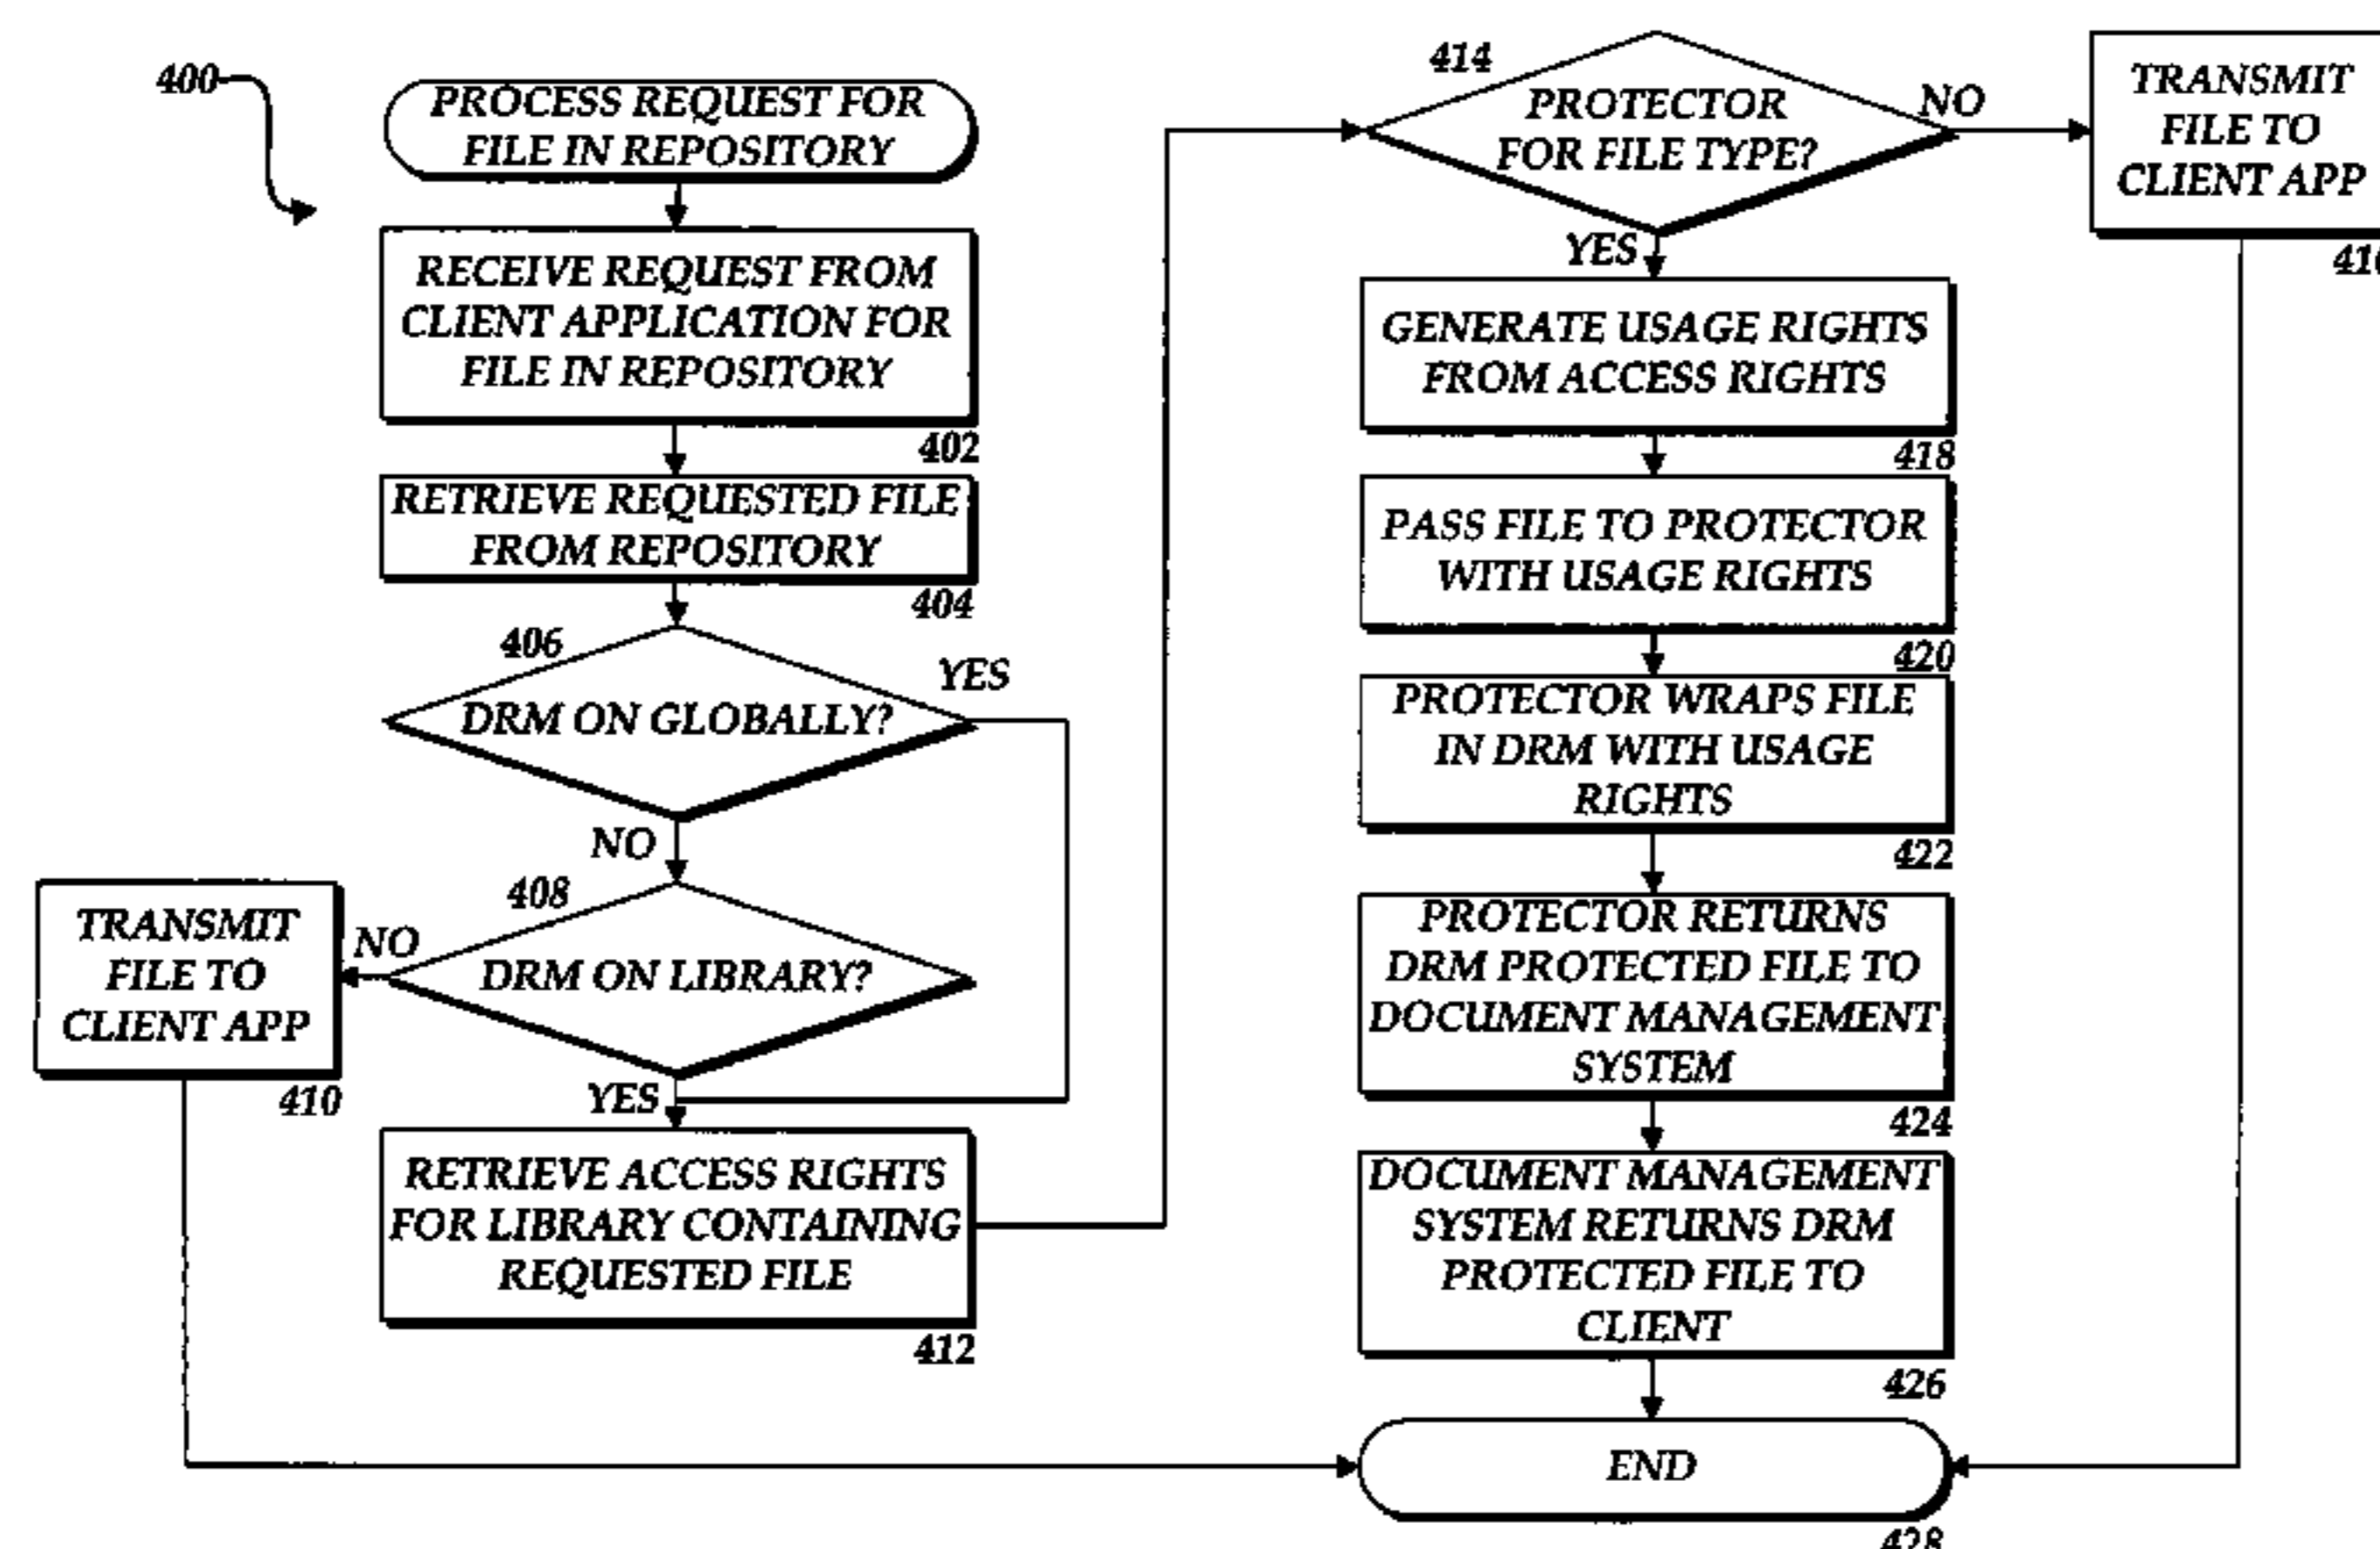 400
PROCESS REQUEST FOR
FILE IN REPOSITORY
RECEIVE REQUEST FROM
CLIENT APPLICATION FOR
FILE IN REPOSITORY
402
RETRIEVE REQUESTED FILE
FROM REPOSITORY
404
406
DRM ON GLOBALLY?
YES
NO
408
DRM ON LIBRARY?
NO
TRANSMIT
FILE TO
CLIENT APP
410
YES
RETRIEVE ACCESS RIGHTS
FOR LIBRARY CONTAINING
REQUESTED FILE
412
414
PROTECTOR
FOR FILE TYPE?
NO
TRANSMIT
FILE TO
CLIENT APP
YES
GENERATE USAGE RIGHTS
FROM ACCESS RIGHTS
418
PASS FILE TO PROTECTOR
WITH USAGE RIGHTS
420
PROTECTOR WRAPS FILE
IN DRM WITH USAGE
RIGHTS
422
PROTECTOR RETURNS
DRM PROTECTED FILE TO
DOCUMENT MANAGEMENT
SYSTEM
424
DOCUMENT MANAGEMENT
SYSTEM RETURNS DRM
PROTECTED FILE TO
CLIENT
426
END
428